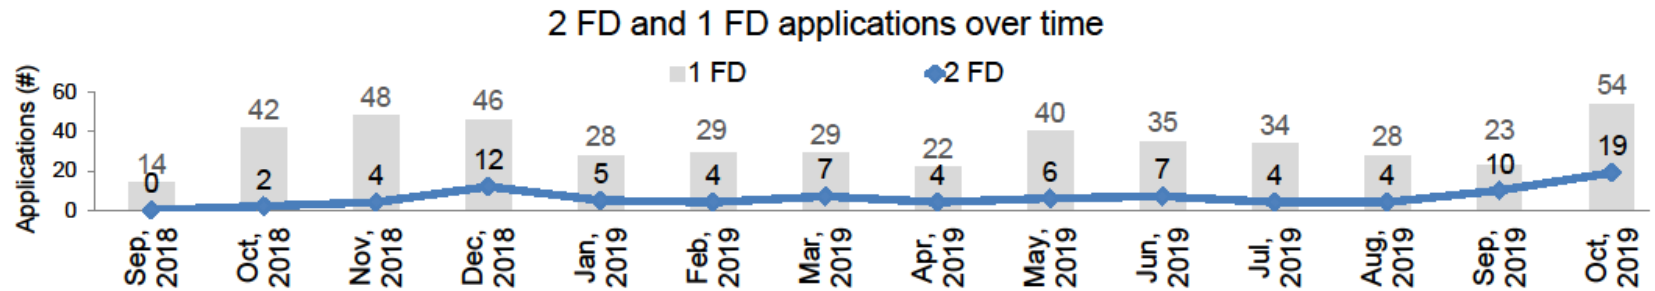 2 FD and 1 FD applications over time
1 FD 2 FD
Applications (#)
60
40
20
0
14 42 48 46 28 29 29 22 40 35 34 28 23 54
0 2 4 12 5 4 7 4 6 7 4 4 10 19
Sep, 2018
Oct, 2018
Nov, 2018
Dec, 2018
Jan, 2019
Feb, 2019
Mar, 2019
Apr, 2019
May, 2019
Jun, 2019
Jul, 2019
Aug, 2019
Sep, 2019
Oct, 2019